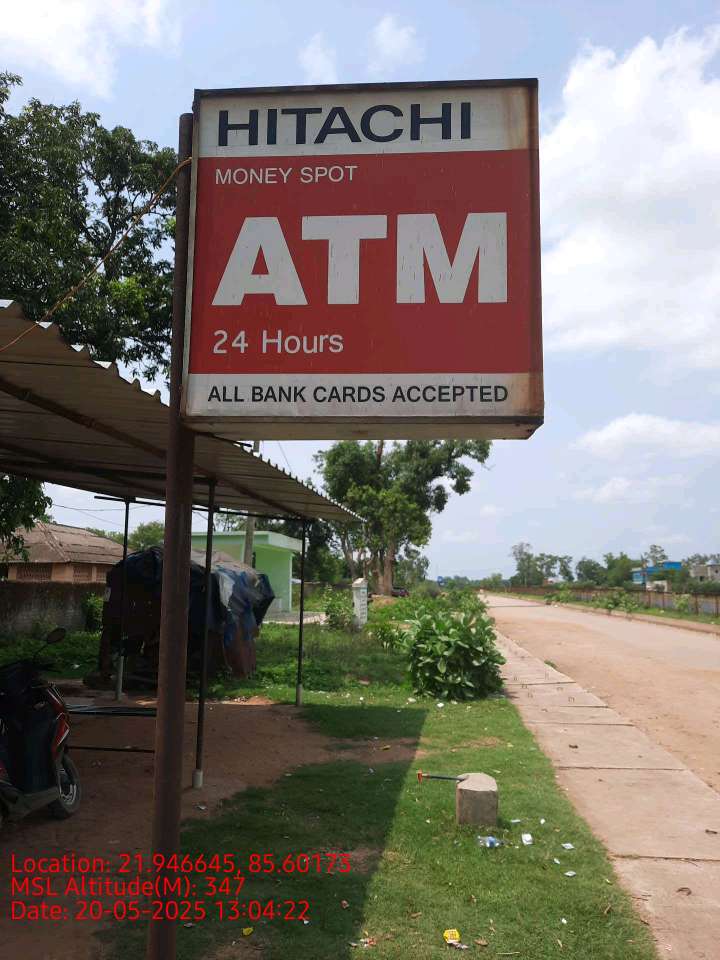 HITACHI
MONEY SPOT
ATM
24 Hours
ALL BANK CARDS ACCEPTED
Location: 21.946645, 85.60173
MSL Altitude(M): 347
Date: 20-05-2025 13:04:22